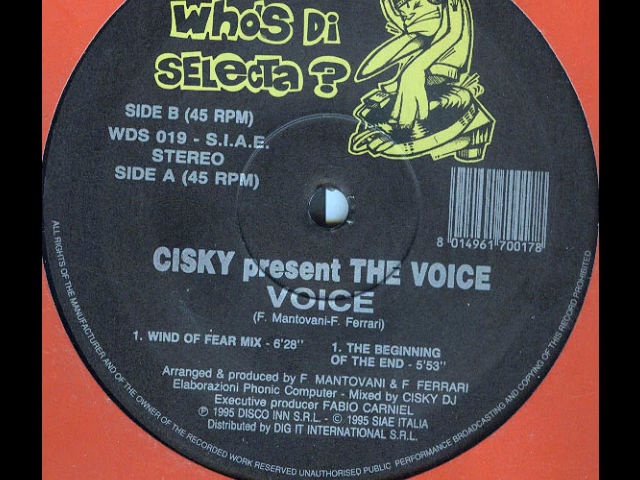 WHO'S DI
SELECTA?
SIDE B (45 RPM)
WDS 019 - S.I.A.E.
STEREO
SIDE A (45 RPM)
8 014961 700178
CISKY present THE VOICE
VOICE
(F. Mantovani-F. Ferrari)
1. WIND OF FEAR MIX - 6'28''
1. THE BEGINNING
OF THE END - 5'53''
Arranged & produced by F. MANTOVANI & F. FERRARI
Elaborazioni Phonic Computer - Mixed by CISKY DJ
Executive producer FABIO CARNIEL
℗ 1995 DISCO INN S.R.L. - © 1995 SIAE ITALIA
Distributed by DIG IT INTERNATIONAL S.R.L.
ALL RIGHTS OF THE MANUFACTURER AND OF THE OWNER OF THE RECORDED WORK RESERVED UNAUTHORISED PUBLIC PERFORMANCE BROADCASTING AND COPYING OF THIS RECORD PROHIBITED